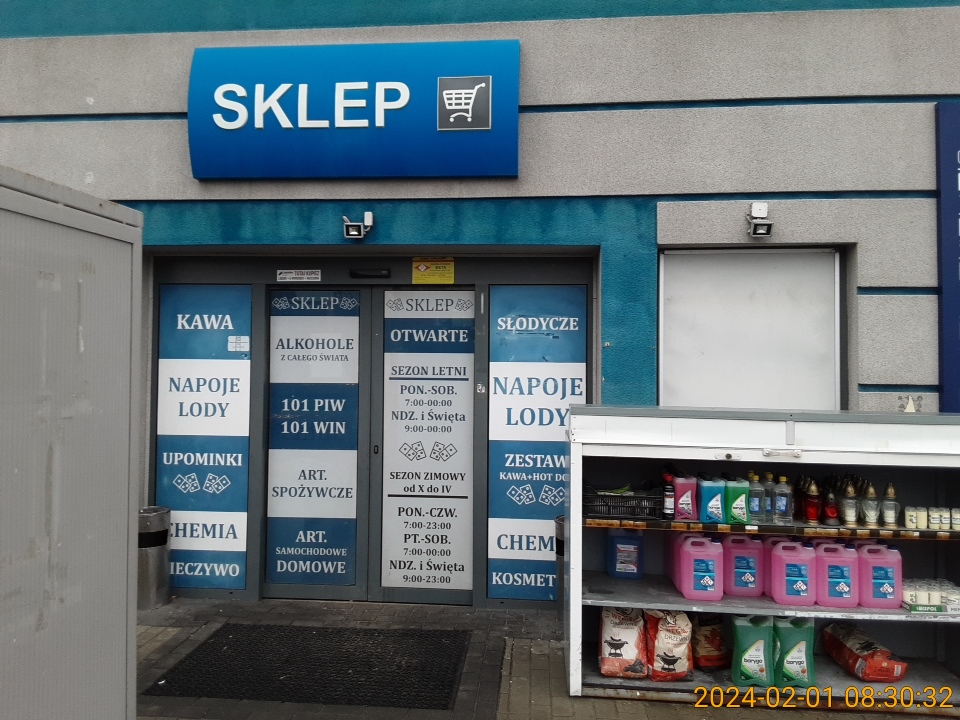 SKLEP
KAWA
NAPOJE
LODY
UPOMINKI
CHEMIA
IECZYWO
SKLEP
ALKOHOLE
Z CAŁEGO ŚWIATA
101 PIW
101 WIN
ART.
SPOŻYWCZE
ART.
SAMOCHODOWE
DOMOWE
SKLEP
OTWARTE
SEZON LETNI
PON.-SOB.
7:00-00:00
NDZ. i Święta
9:00-00:00
SEZON ZIMOWY
od X do IV
PON.-CZW.
7:00-23:00
PT.-SOB.
7:00-00:00
NDZ. i Święta
9:00-23:00
SŁODYCZE
NAPOJE
LODY
ZESTAW
KAWA+HOT DO
CHEM
KOSMET
borygo
borygo
2024-02-01 08:30:32